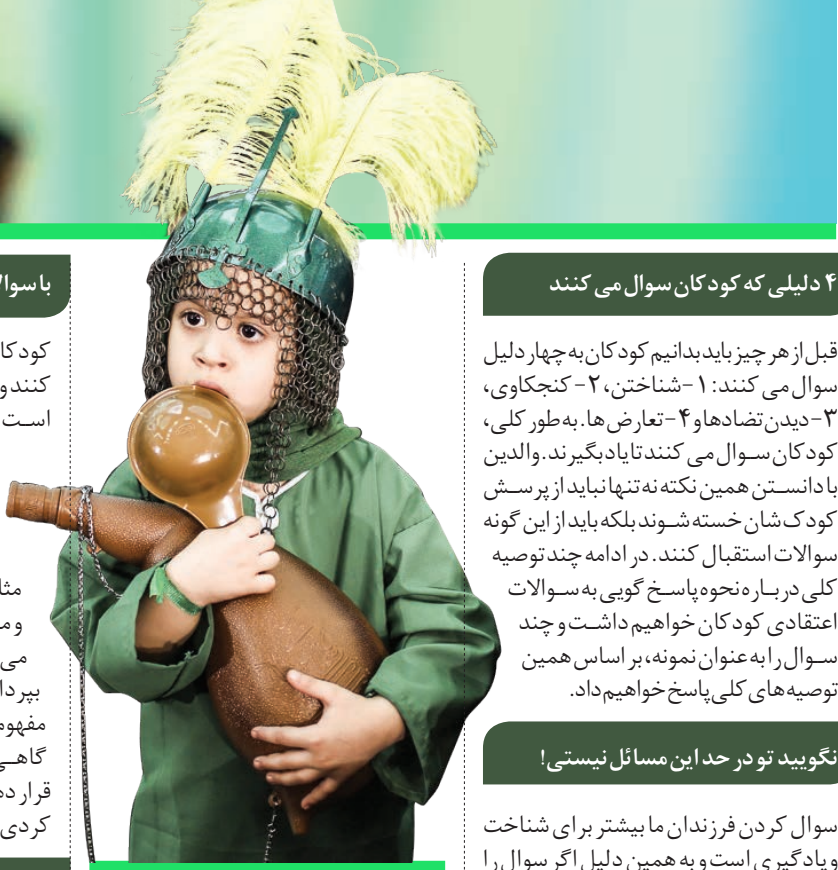 ۴ دلیلی که کودکان سوال می کنند
قبل از هر چیز باید بدانیم کودکان به چهار دلیل
سوال می کنند: ۱-شناختن، ۲- کنجکاوی،
۳-دیدن تضادها و ۴-تعارض ها. به طور کلی،
کودکان سوال می کنند تا یاد بگیرند. والدین
با دانستن همین نکته نه تنها نباید از پرسش
کودک شان خسته شوند بلکه باید از این گونه
سوالات استقبال کنند. در ادامه چند توصیه
کلی درباره نحوه پاسخ گویی به سوالات
اعتقادی کودکان خواهیم داشت و چند
سوال را به عنوان نمونه، بر اساس همین
توصیه های کلی پاسخ خواهیم داد.
نگویید تو در حد این مسائل نیستی!
سوال کردن فرزندان ما بیشتر برای شناخت
و یادگیری است و به همین دلیل اگر سوال را
با سوالا
کودکا
کنند و
است
مثا
و م
می
بپردا
مفهوم
گاهی
قرار ده
کردی